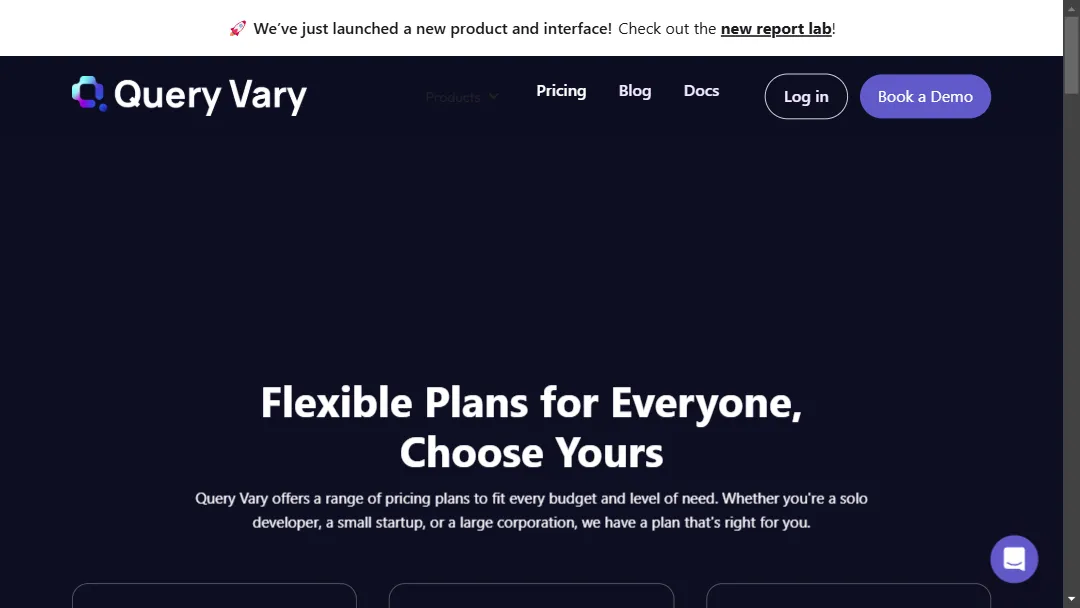 🚀 We've just launched a new product and interface! Check out the new report lab!
Query Vary
Products
Pricing
Blog
Docs
Log in
Book a Demo
Flexible Plans for Everyone,
Choose Yours
Query Vary offers a range of pricing plans to fit every budget and level of need. Whether you're a solo
developer, a small startup, or a large corporation, we have a plan that's right for you.